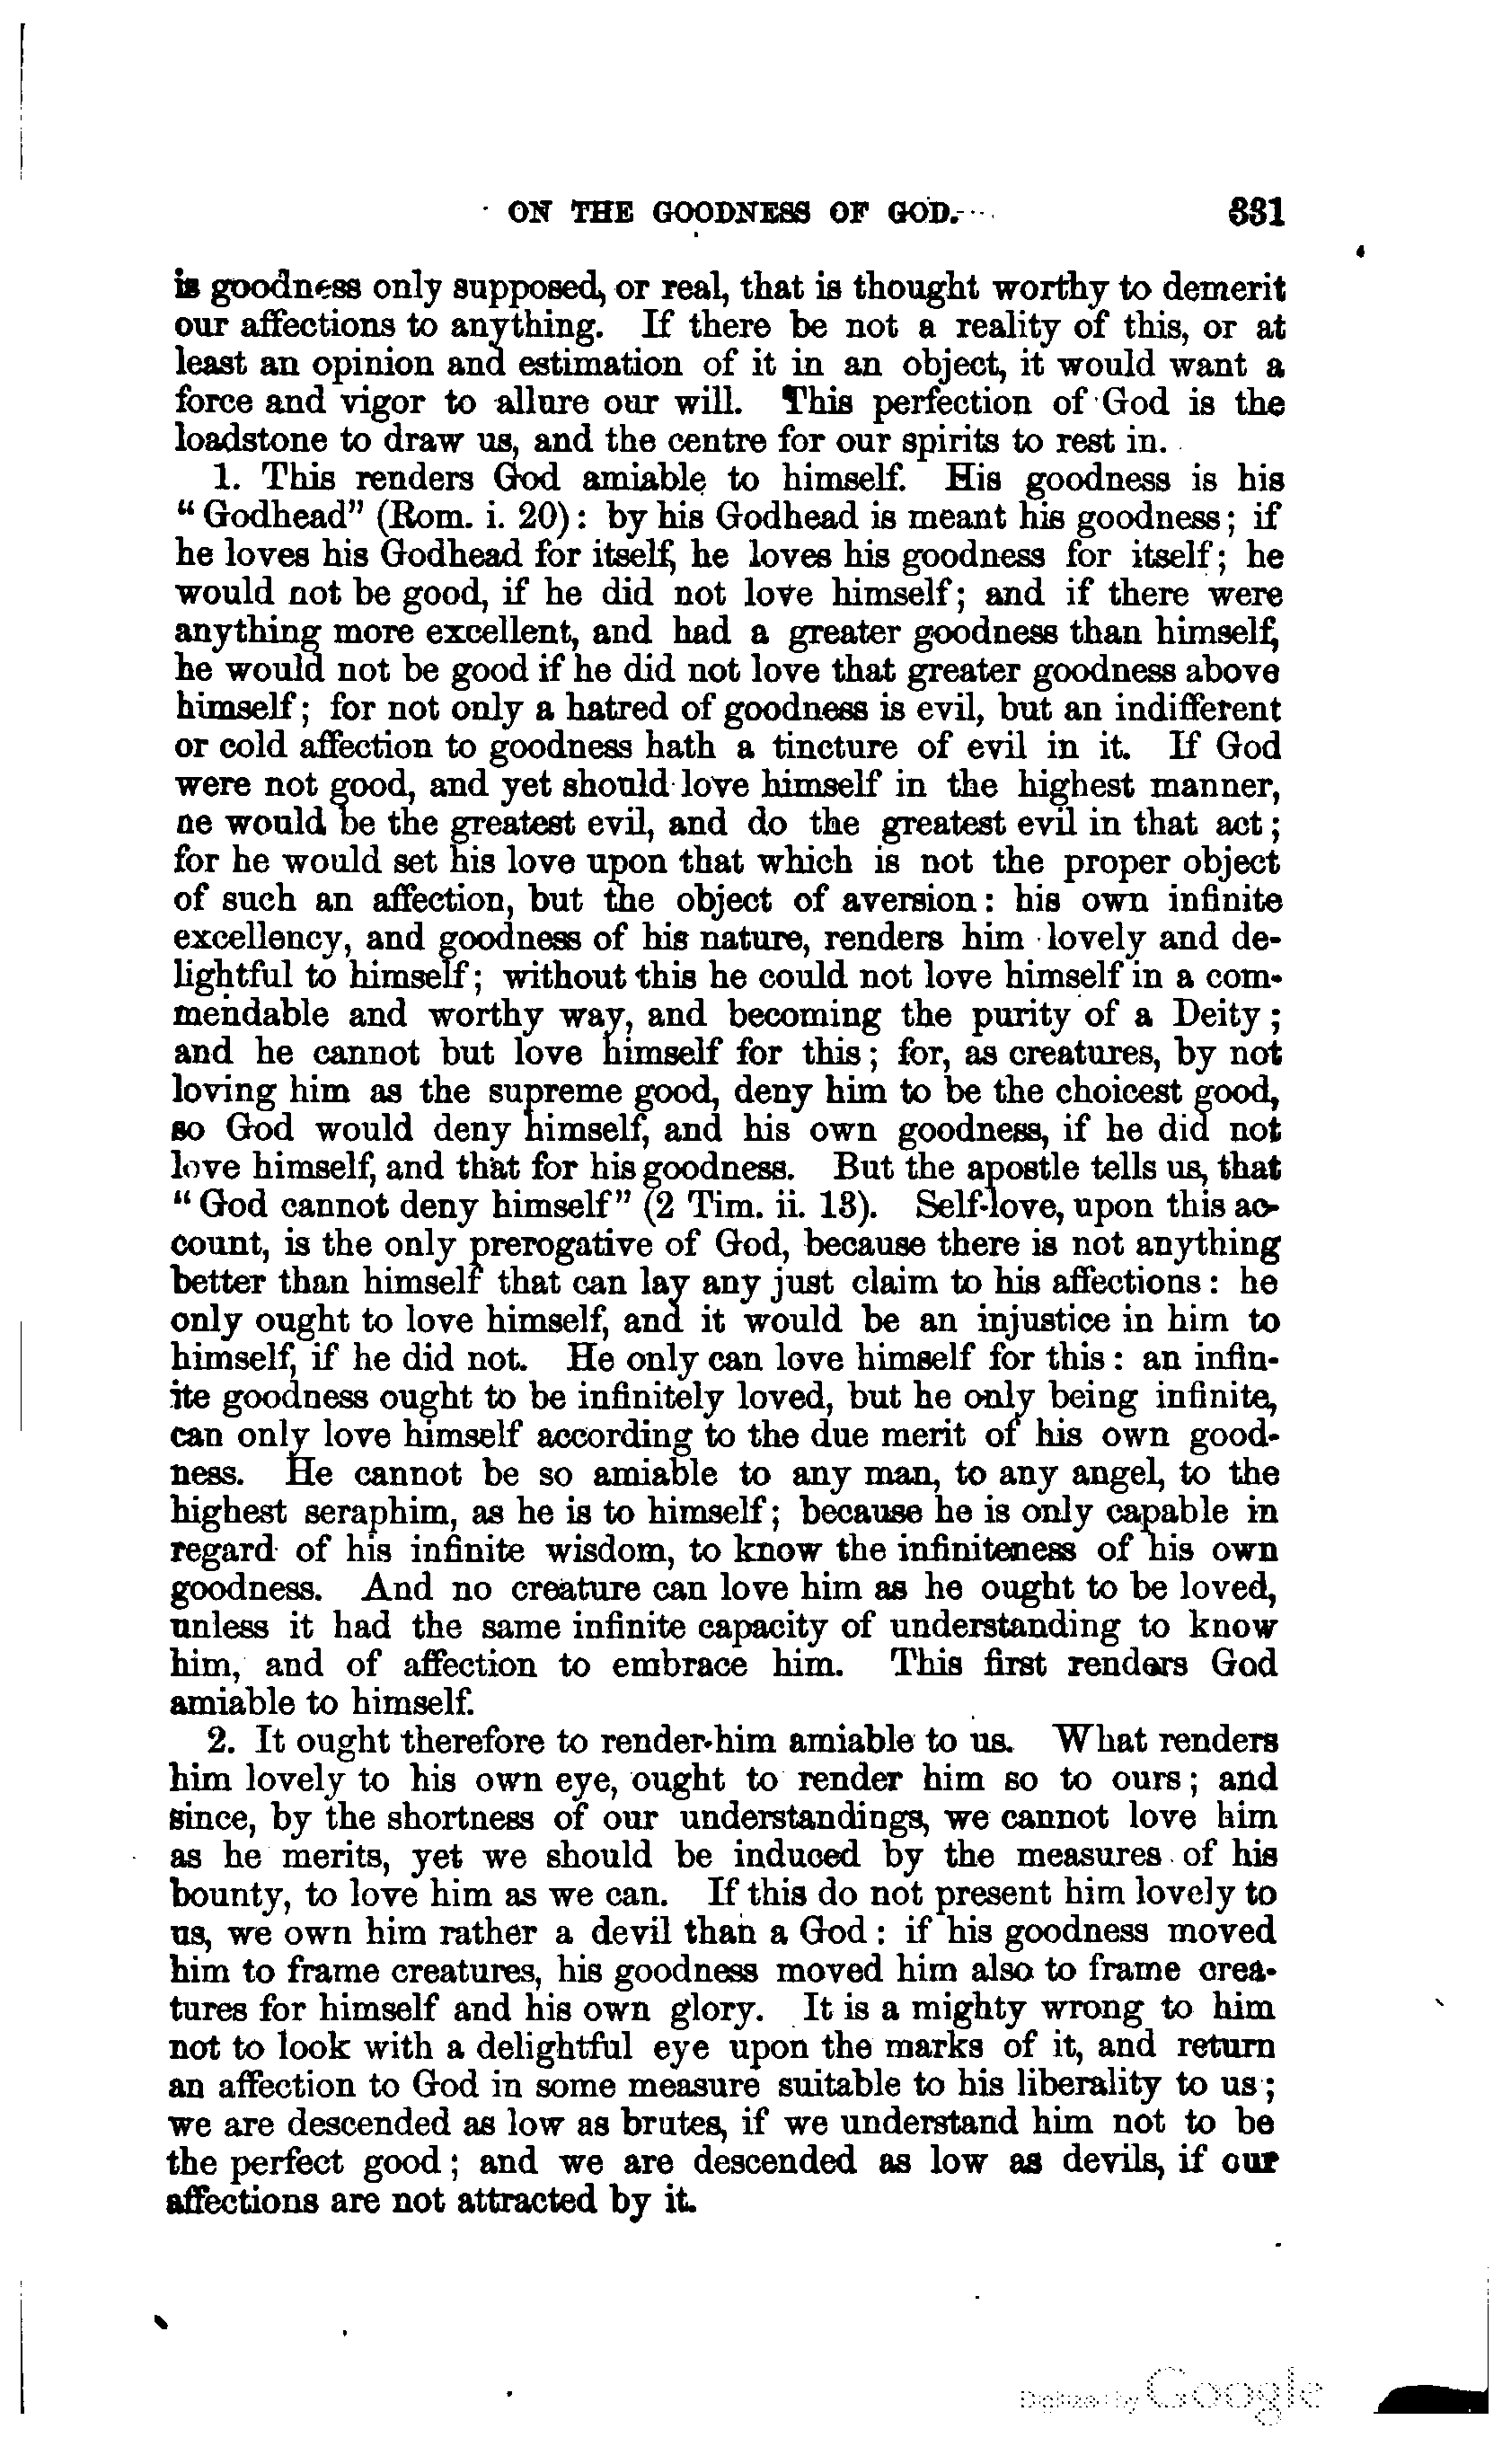 ON THE GOODNESS OF GOD. 331
is goodness only supposed, or real, that is thought worthy to demerit
our affections to anything. If there be not a reality of this, or at
least an opinion and estimation of it in an object, it would want a
force and vigor to allure our will. This perfection of God is the
loadstone to draw us, and the centre for our spirits to rest in.
1. This renders God amiable to himself. His goodness is his
“Godhead” (Rom. i. 20): by his Godhead is meant his goodness; if
he loves his Godhead for itself, he loves his goodness for itself; he
would not be good, if he did not love himself; and if there were
anything more excellent, and had a greater goodness than himself,
he would not be good if he did not love that greater goodness above
himself; for not only a hatred of goodness is evil, but an indifferent
or cold affection to goodness hath a tincture of evil in it. If God
were not good, and yet should love himself in the highest manner,
he would be the greatest evil, and do the greatest evil in that act;
for he would set his love upon that which is not the proper object
of such an affection, but the object of aversion: his own infinite
excellency, and goodness of his nature, renders him lovely and de-
lightful to himself; without this he could not love himself in a com-
mendable and worthy way, and becoming the purity of a Deity;
and he cannot but love himself for this; for, as creatures, by not
loving him as the supreme good, deny him to be the choicest good,
so God would deny himself, and his own goodness, if he did not
love himself, and that for his goodness. But the apostle tells us, that
“God cannot deny himself” (2 Tim. ii. 13). Self-love, upon this ac-
count, is the only prerogative of God, because there is not anything
better than himself that can lay any just claim to his affections: he
only ought to love himself, and it would be an injustice in him to
himself, if he did not. He only can love himself for this: an infin-
ite goodness ought to be infinitely loved, but he only being infinite,
can only love himself according to the due merit of his own good-
ness. He cannot be so amiable to any man, to any angel, to the
highest seraphim, as he is to himself; because he is only capable in
regard of his infinite wisdom, to know the infiniteness of his own
goodness. And no creature can love him as he ought to be loved,
unless it had the same infinite capacity of understanding to know
him, and of affection to embrace him. This first renders God
amiable to himself.
2. It ought therefore to render him amiable to us. What renders
him lovely to his own eye, ought to render him so to ours; and
since, by the shortness of our understandings, we cannot love him
as he merits, yet we should be induced by the measures of his
bounty, to love him as we can. If this do not present him lovely to
us, we own him rather a devil than a God: if his goodness moved
him to frame creatures, his goodness moved him also to frame crea-
tures for himself and his own glory. It is a mighty wrong to him
not to look with a delightful eye upon the marks of it, and return
an affection to God in some measure suitable to his liberality to us;
we are descended as low as brutes, if we understand him not to be
the perfect good; and we are descended as low as devils, if our
affections are not attracted by it.
Digitized by Google